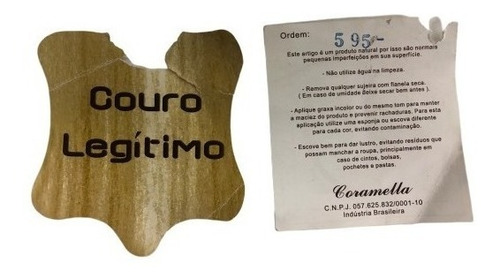 Couro
Legítimo
Ordem:
595-
Este artigo é um produto natural por isso são normais
pequenas imperfeições em sua superfície.
- Não utilize água na limpeza.
- Remova qualquer sujeira com flanela seca.
( Em caso de umidade deixe secar bem antes ).
- Aplique graxa incolor ou do mesmo tom para manter
a maciez do produto e prevenir rachaduras. Para esta
aplicação utilize uma esponja ou escova diferente
para cada cor, evitando contaminação.
- Escove bem para dar lustro, evitando resíduos que
possam manchar a roupa, principalmente em
caso de cintos, bolsas,
pochetes e pastas.
Coramella
C.N.P.J. 057.625.832/0001-10
Indústria Brasileira